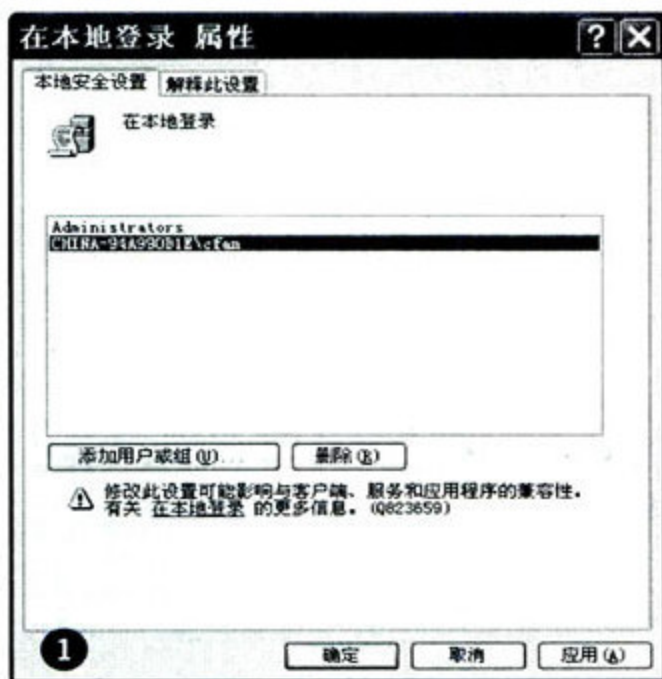 在本地登录 属性
本地安全设置 解释此设置
在本地登录
Administrators
CHINA-94A990B1E\cfan
添加用户或组(U)... 删除(R)
修改此设置可能影响与客户端、服务和应用程序的兼容性。
有关 在本地登录 的更多信息。(Q823659)
1
确定 取消 应用(A)